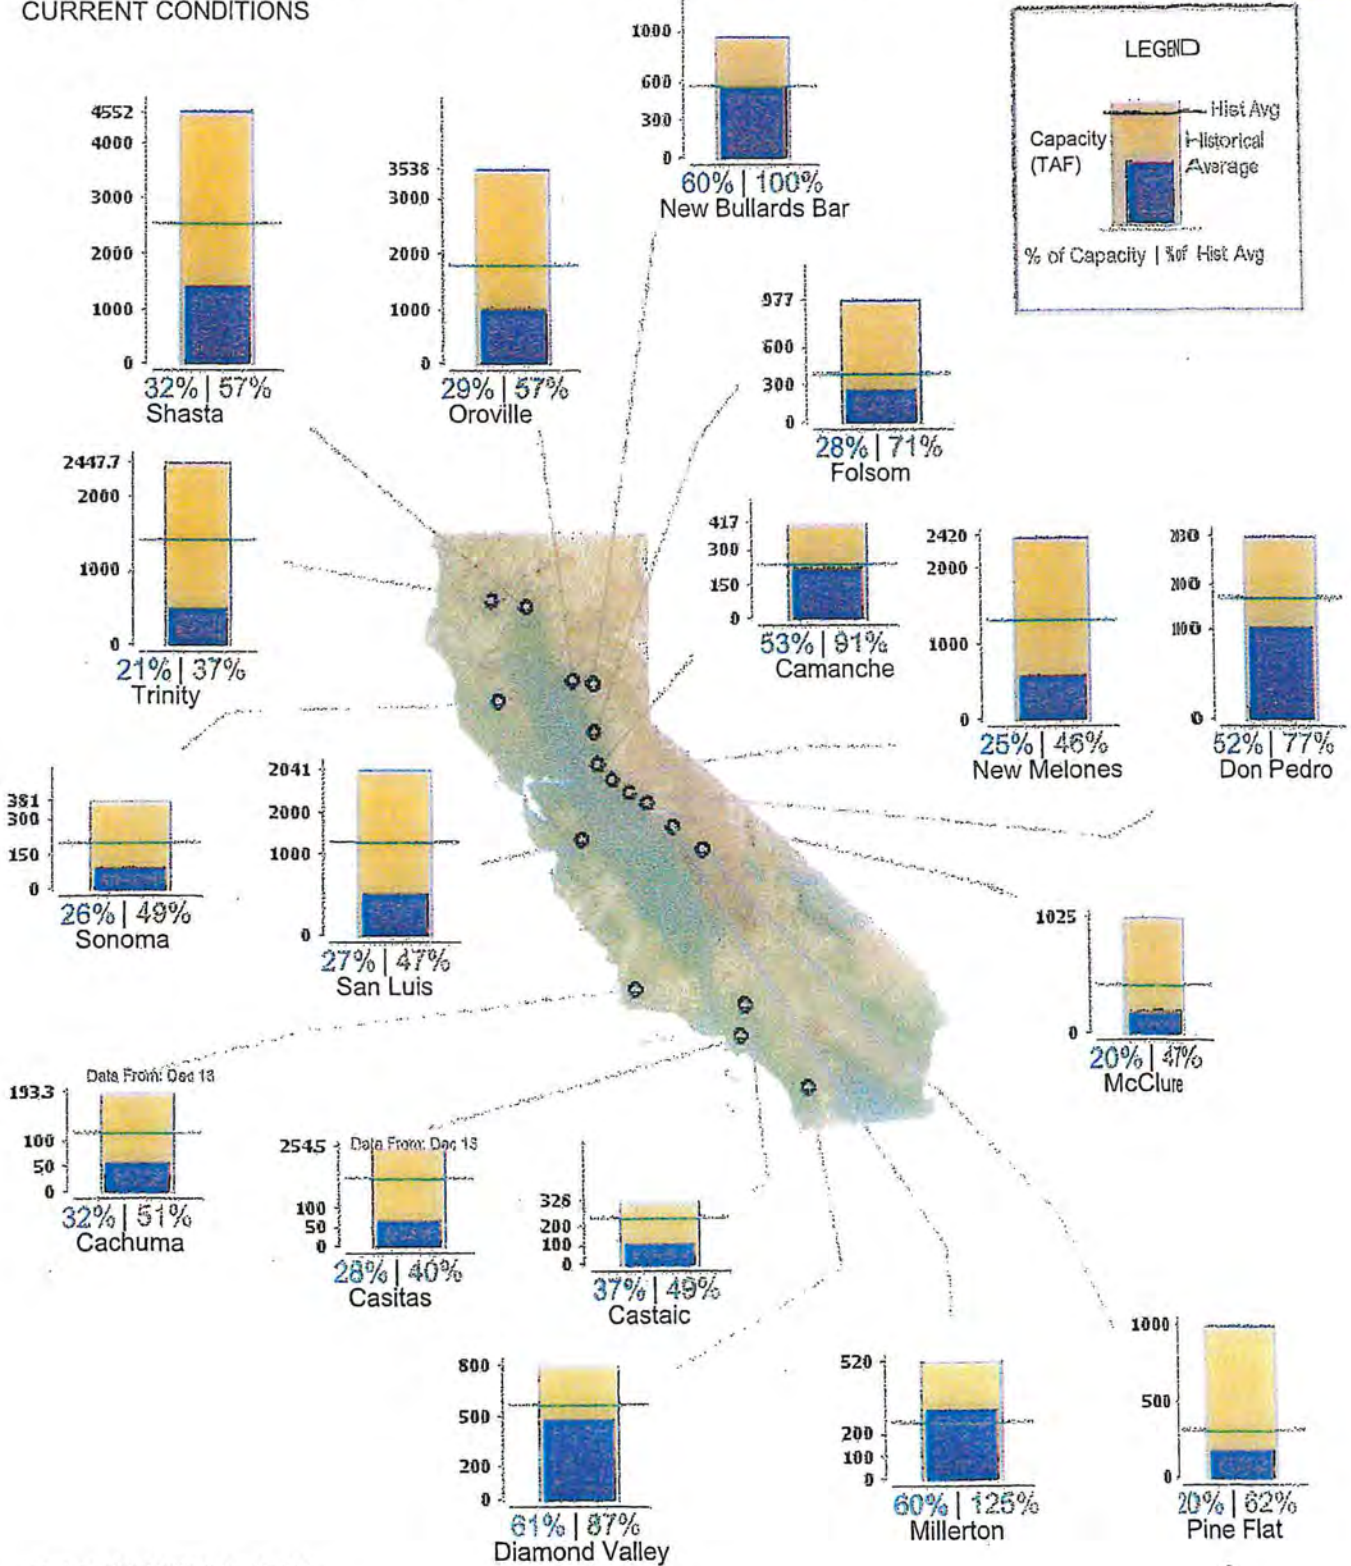 CURRENT CONDITIONS
LEGEND
Hist Avg
Capacity
(TAF)
Historical
Average
% of Capacity | % of Hist Avg
1000
600
300
0
60% | 100%
New Bullards Bar
4552
4000
3000
2000
1000
0
32% | 57%
Shasta
3538
3000
2000
1000
0
29% | 57%
Oroville
977
600
300
0
28% | 71%
Folsom
2447.7
2000
1000
0
21% | 37%
Trinity
417
300
150
0
53% | 91%
Camanche
2420
2000
1000
0
25% | 46%
New Melones
0
52% | 77%
Don Pedro
381
300
150
0
26% | 49%
Sonoma
2041
2000
1000
0
27% | 47%
San Luis
1025
0
20% | 47%
McClure
Data From: Dec 13
193.3
100
50
0
32% | 51%
Cachuma
Data From: Dec 13
254.5
100
50
0
28% | 40%
Casitas
200
100
0
37% | 49%
Castaic
800
500
200
0
61% | 87%
Diamond Valley
520
200
100
0
60% | 125%
Millerton
1000
500
0
20% | 62%
Pine Flat